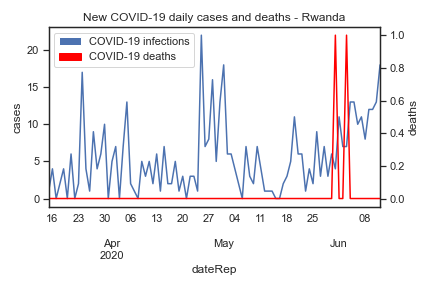 New COVID-19 daily cases and deaths - Rwanda
COVID-19 infections
COVID-19 deaths
cases
20
15
10
5
0
deaths
1.0
0.8
0.6
0.4
0.2
0.0
16 23 30 06 13 20 27 04 11 18 25 08
Apr May Jun
2020
dateRep